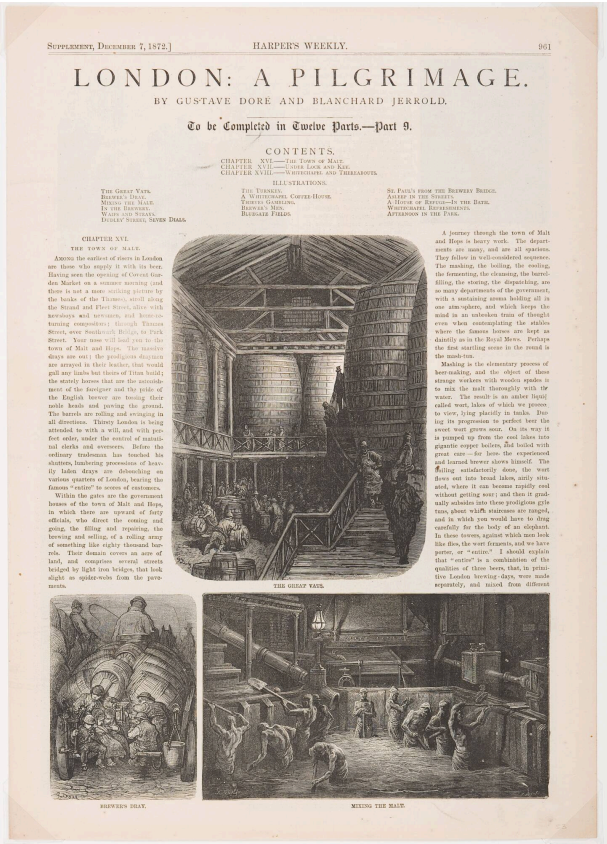 Supplement, December 7, 1872.]
HARPER'S WEEKLY.
961
LONDON: A PILGRIMAGE.
BY GUSTAVE DORÉ AND BLANCHARD JERROLD.
To be Completed in Twelve Parts.—Part 9.
CONTENTS.
CHAPTER XVI.—The Town of Malt.
CHAPTER XVII.—Under Lock and Key.
CHAPTER XVIII.—Whitechapel and Thereabouts.
ILLUSTRATIONS.
The Great Vats.
Brewer's Dray.
Mixing the Malt.
In the Brewery.
Waifs and Strays.
Dudley Street, Seven Dials.
The Turnkey.
A Whitechapel Coffee-House.
Thieves Gambling.
Brewer's Men.
Bluegate Fields.
St. Paul's from the Brewery Bridge.
Asleep in the Streets.
A House of Refuge—In the Bath.
Whitechapel Refreshments.
Afternoon in the Park.
CHAPTER XVI.
THE TOWN OF MALT.
Among the earliest of risers in London
are those who supply it with its beer.
Having seen the opening of Covent Gar-
den Market on a summer morning (and
there is not a more striking picture by
the banks of the Thames), stroll along
the Strand and Fleet Street, alive with
newsboys and newsmen, and home-re-
turning compositors; through Thames
Street, over Southwark Bridge, to Park
Street. Your nose will lead you to the
town of Malt and Hops. The massive
drays are out; the prodigious draymen
are arrayed in their leather, that would
gall any limbs but theirs of Titan build;
the stately horses that are the astonish-
ment of the foreigner and the pride of
the English brewer are tossing their
noble heads and pawing the ground.
The barrels are rolling and swinging in
all directions. Thirsty London is being
attended to with a will, and with per-
fect order, under the control of matuti-
nal clerks and overseers. Before the
ordinary tradesman has touched his
shutters, lumbering processions of heav-
ily laden drays are debouching on
various quarters of London, bearing the
famous "entire" to scores of customers.
Within the gates are the government
houses of the town of Malt and Hops,
in which there are upward of forty
officials, who direct the coming and
going, the filling and repairing, the
brewing and selling, of a rolling army
of something like eighty thousand bar-
rels. Their domain covers an acre of
land, and comprises several streets
bridged by light iron bridges, that look
slight as spider-webs from the pave-
ments.
A journey through the town of Malt
and Hops is heavy work. The depart-
ments are many, and are all spacious.
They follow in well-considered sequence.
The mashing, the boiling, the cooling,
the fermenting, the cleansing, the barrel-
filling, the storing, the dispatching, are
so many departments of the government,
with a sustaining aroma holding all in
one atmosphere, and which keeps the
mind in an unbroken train of thought
even when contemplating the stables
where the famous horses are kept as
daintily as in the Royal Mews. Perhaps
the first startling scene in the round is
the mash-tun.
Mashing is the elementary process of
beer-making, and the object of these
strange workers with wooden spades is
to mix the malt thoroughly with the
water. The result is an amber liquid
called wort, lakes of which we possess,
to view, lying placidly in tanks. Dur-
ing its progression to perfect beer the
sweet wort grows sour. On its way it
is pumped up from the cool lakes into
gigantic copper boilers, and boiled with
great care—for here the experienced
and learned brewer shows himself. The
boiling satisfactorily done, the wort
flows out into broad lakes, airily situ-
ated, where it can become rapidly cool
without getting sour; and then it grad-
ually subsides into these prodigious gyle
tuns, about which staircases are ranged,
and in which you would have to drag
carefully for the body of an elephant.
In these towers, against which men look
like flies, the wort ferments, and we have
porter, or "entire." I should explain
that "entire" is a combination of the
qualities of three beers, that, in primi-
tive London brewing-days, were made
separately, and mixed from different
THE GREAT VATS.
BREWER'S DRAY.
MIXING THE MALT.